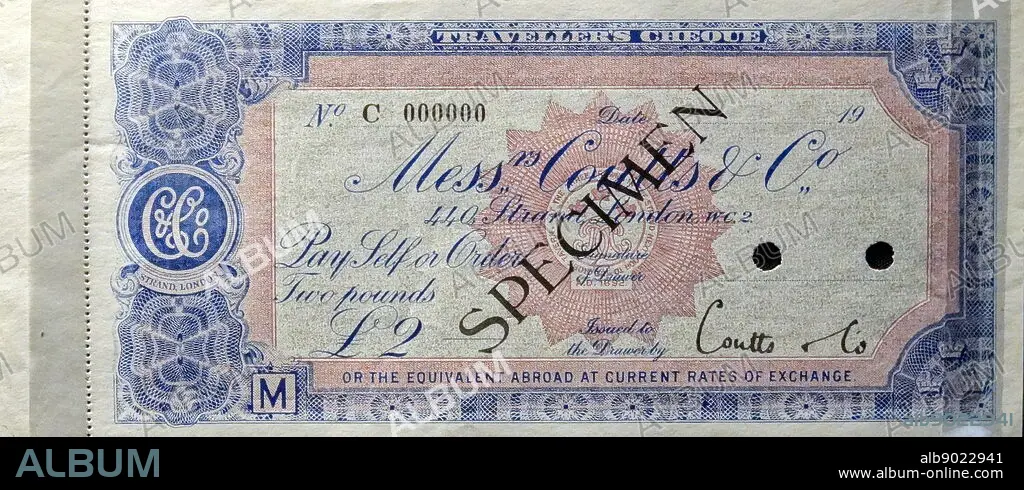 TRAVELLERS CHEQUE
No. C 000000 Date 19
Messrs Coutts & Co.
440, Strand, London. W.C.2
Pay Self or Order
Signature
of Drawer
Two pounds
£2
Issued to
the Drawer by
Coutts & Co
SPECIMEN
C&Co
STRAND, LONDON
M
OR THE EQUIVALENT ABROAD AT CURRENT RATES OF EXCHANGE.
ALBUM
alb9022941
www.album-online.com